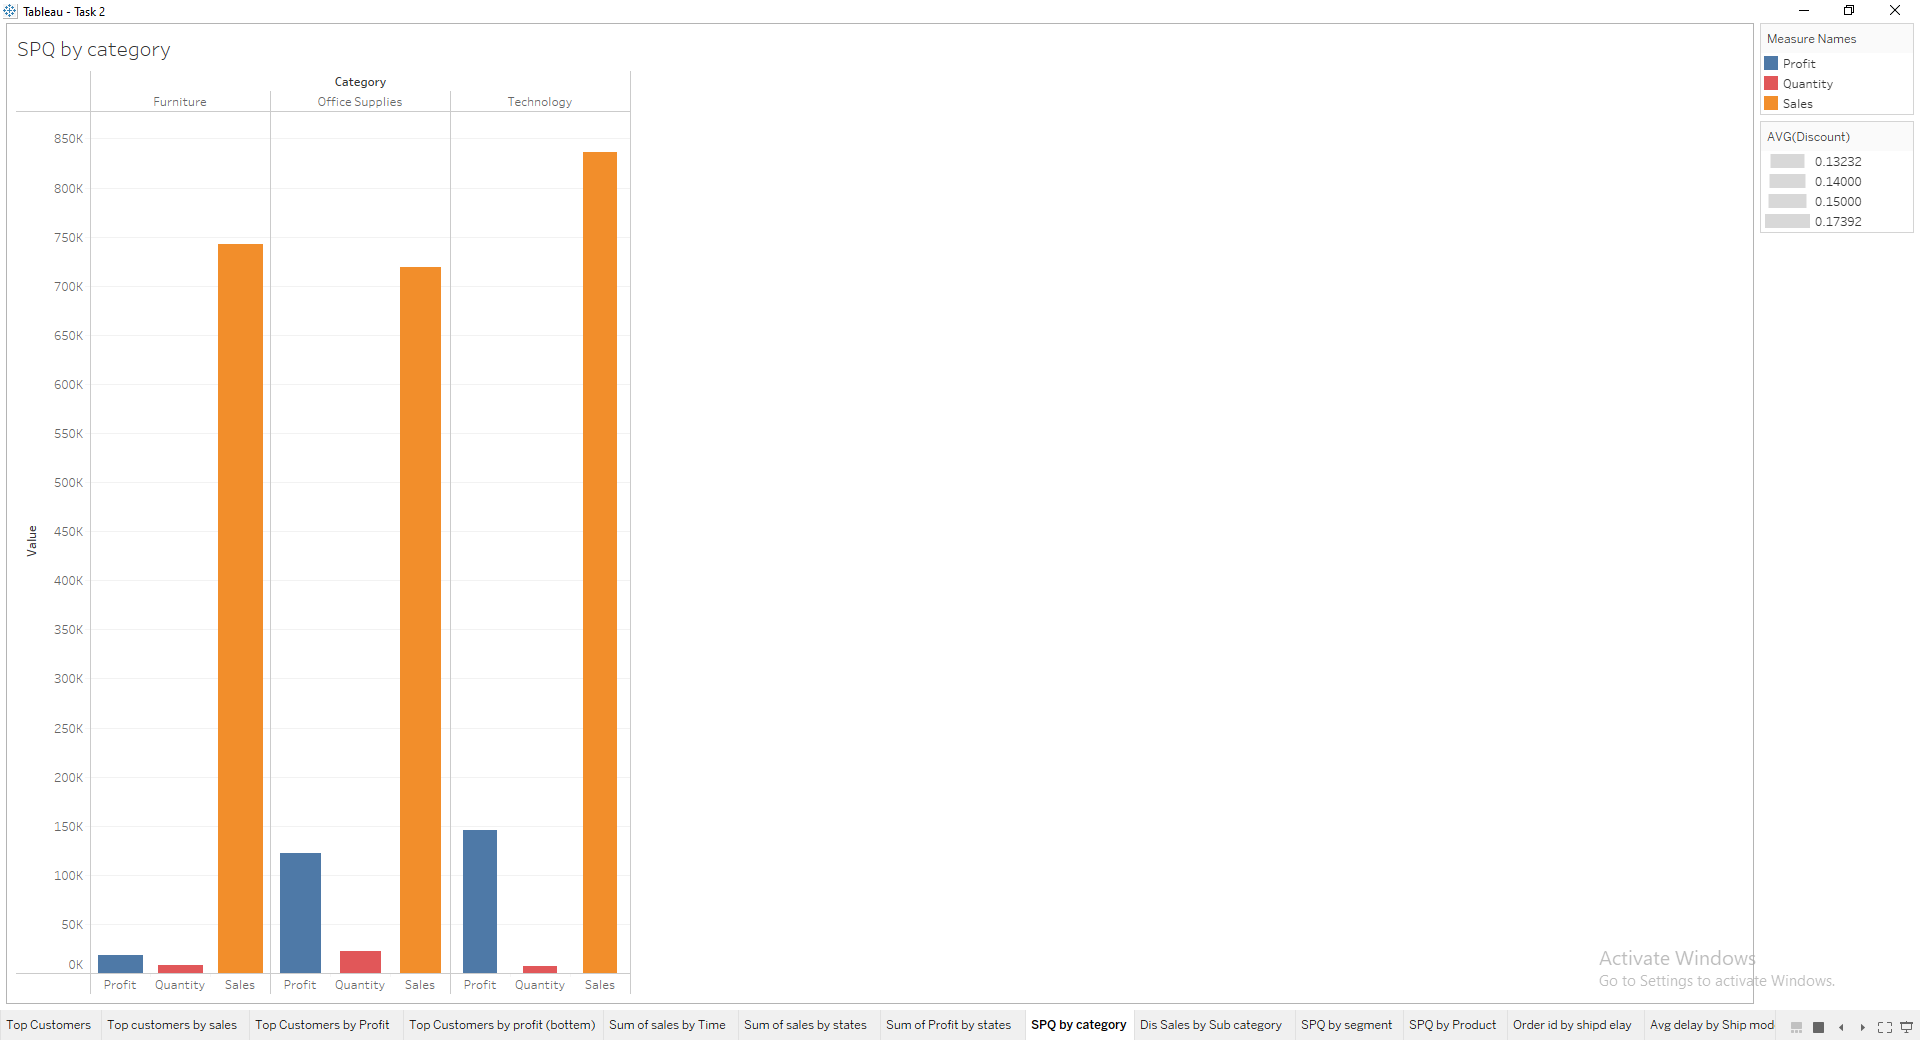 Tableau - Task 2
SPQ by category
Category
Furniture Office Supplies Technology
850K
800K
750K
700K
650K
600K
550K
500K
450K
400K
350K
300K
250K
200K
150K
100K
50K
0K
Value
Profit Quantity Sales Profit Quantity Sales Profit Quantity Sales
Measure Names
Profit
Quantity
Sales
AVG(Discount)
0.13232
0.14000
0.15000
0.17392
Activate Windows
Go to Settings to activate Windows.
Top Customers Top customers by sales Top Customers by Profit Top Customers by profit (bottem) Sum of sales by Time Sum of sales by states Sum of Profit by states SPQ by category Dis Sales by Sub category SPQ by segment SPQ by Product Order id by shipd elay Avg delay by Ship mod